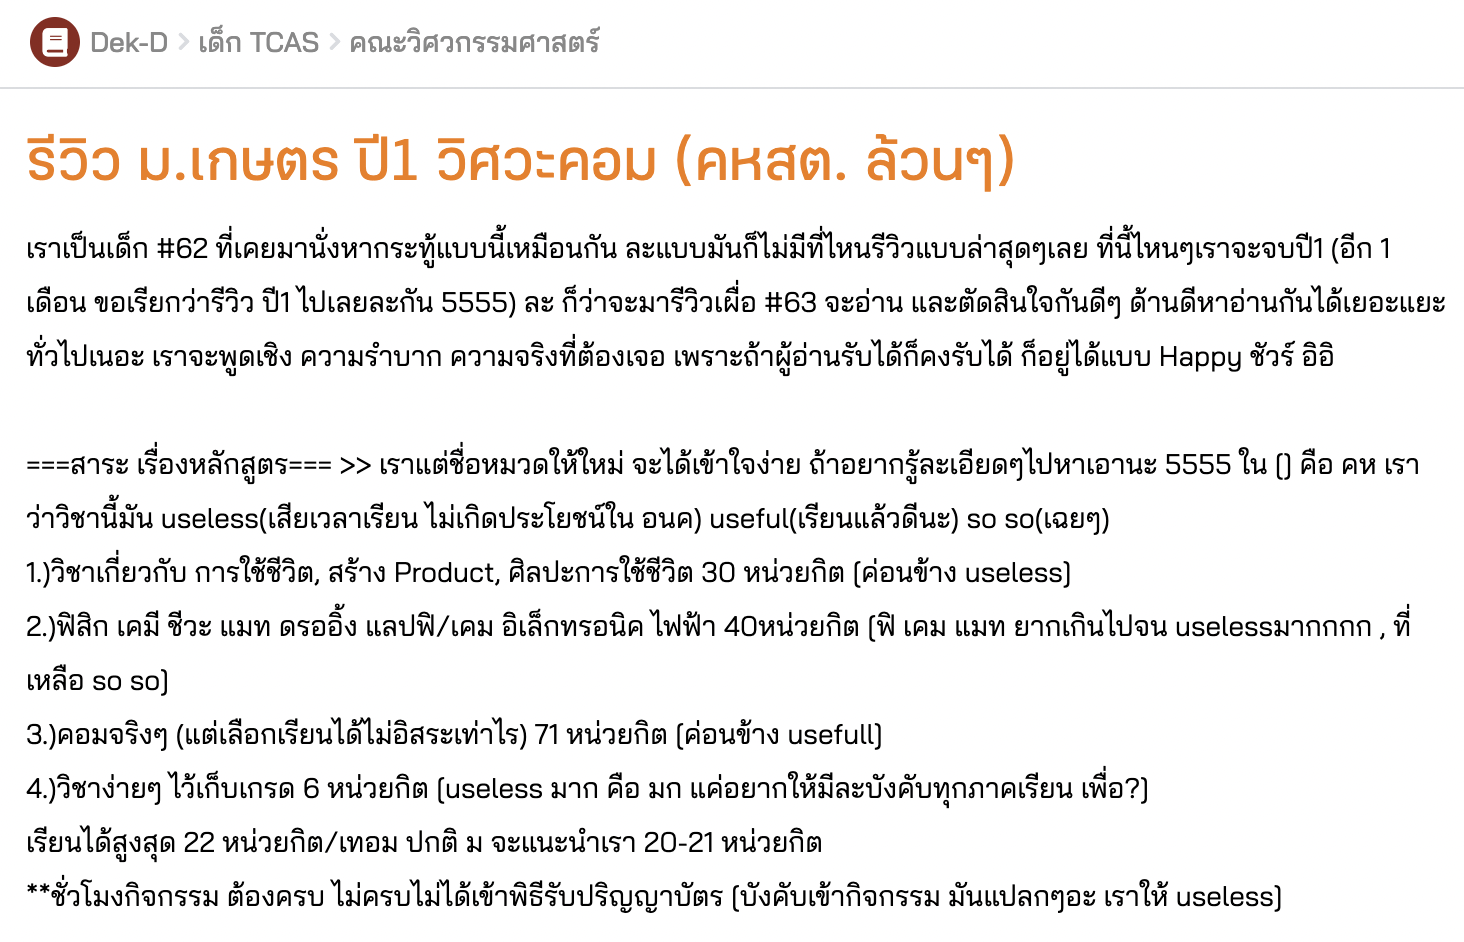 Dek-D > เด็ก TCAS > คณะวิศวกรรมศาสตร์
รีวิว ม.เกษตร ปี1 วิศวะคอม (คหสต. ล้วนๆ)
เราเป็นเด็ก #62 ที่เคยมานั่งหากระทู้แบบนี้เหมือนกัน ละแบบมันก็ไม่มีที่ไหนรีวิวแบบล่าสุดๆเลย ที่นี้ไหนๆเราจะจบปี1 (อีก 1
เดือน ขอเรียกว่ารีวิว ปี1 ไปเลยละกัน 5555) ละ ก็ว่าจะมารีวิวเผื่อ #63 จะอ่าน และตัดสินใจกันดีๆ ด้านดีหาอ่านกันได้เยอะแยะ
ทั่วไปเนอะ เราจะพูดเชิง ความรำบาก ความจริงที่ต้องเจอ เพราะถ้าผู้อ่านรับได้ก็คงรับได้ ก็อยู่ได้แบบ Happy ชัวร์ อิอิ
===สาระ เรื่องหลักสูตร=== >> เราแต่ชื่อหมวดให้ใหม่ จะได้เข้าใจง่าย ถ้าอยากรู้ละเอียดๆไปหาเอานะ 5555 ใน [] คือ คห เรา
ว่าวิชานี้มัน useless(เสียเวลาเรียน ไม่เกิดประโยชน์ใน อนค) useful(เรียนแล้วดีนะ) so so(เฉยๆ)
1.)วิชาเกี่ยวกับ การใช้ชีวิต, สร้าง Product, ศิลปะการใช้ชีวิต 30 หน่วยกิต [ค่อนข้าง useless]
2.)ฟิสิก เคมี ชีวะ แมท ดรออิ้ง แลปฟิ/เคม อิเล็กทรอนิค ไฟฟ้า 40หน่วยกิต [ฟิ เคม แมท ยากเกินไปจน uselessมากกกก , ที่
เหลือ so so]
3.)คอมจริงๆ (แต่เลือกเรียนได้ไม่อิสระเท่าไร) 71 หน่วยกิต [ค่อนข้าง usefull]
4.)วิชาง่ายๆ ไว้เก็บเกรด 6 หน่วยกิต [useless มาก คือ มก แค่อยากให้มีละบังคับทุกภาคเรียน เพื่อ?]
เรียนได้สูงสุด 22 หน่วยกิต/เทอม ปกติ ม จะแนะนำเรา 20-21 หน่วยกิต
**ชั่วโมงกิจกรรม ต้องครบ ไม่ครบไม่ได้เข้าพิธีรับปริญญาบัตร [บังคับเข้ากิจกรรม มันแปลกๆอะ เราให้ useless]